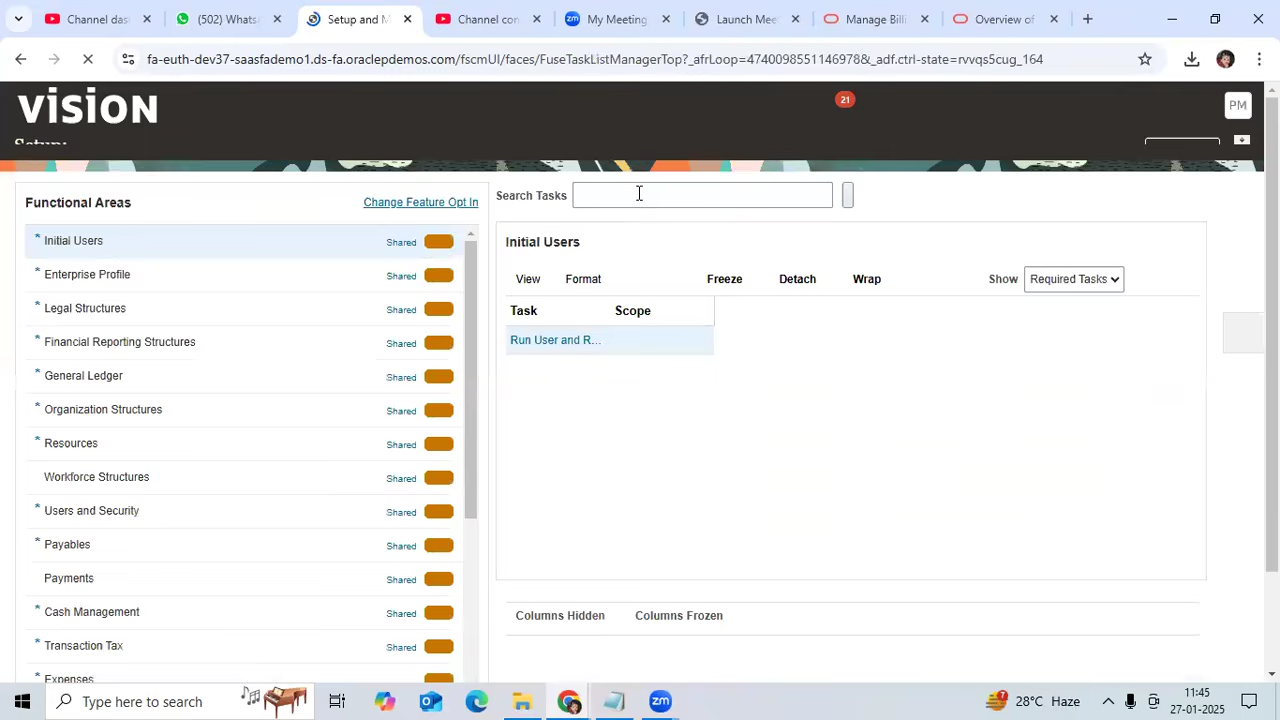 Channel das
(502) Whats
Setup and M
Channel con
My Meeting
Launch Mee
Manage Billi
Overview of
fa-euth-dev37-saasfademo1.ds-fa.oraclepdemos.com/fscmUI/faces/FuseTaskListManagerTop?_afrLoop=47400985511469788&_adf.ctrl-state=rvvqs5cug_164
VISION
21
PM
Setup:
Functional Areas
Change Feature Opt In
Search Tasks
Initial Users
View Format Freeze Detach Wrap Show Required Tasks
Task Scope
Run User and R...
Columns Hidden Columns Frozen
* Initial Users Shared
* Enterprise Profile Shared
* Legal Structures Shared
* Financial Reporting Structures Shared
* General Ledger Shared
* Organization Structures Shared
* Resources Shared
Workforce Structures Shared
* Users and Security Shared
* Payables Shared
Payments Shared
* Cash Management Shared
* Transaction Tax Shared
* Expenses Shared
Type here to search
zm
7
28°C Haze
11:45
27-01-2025